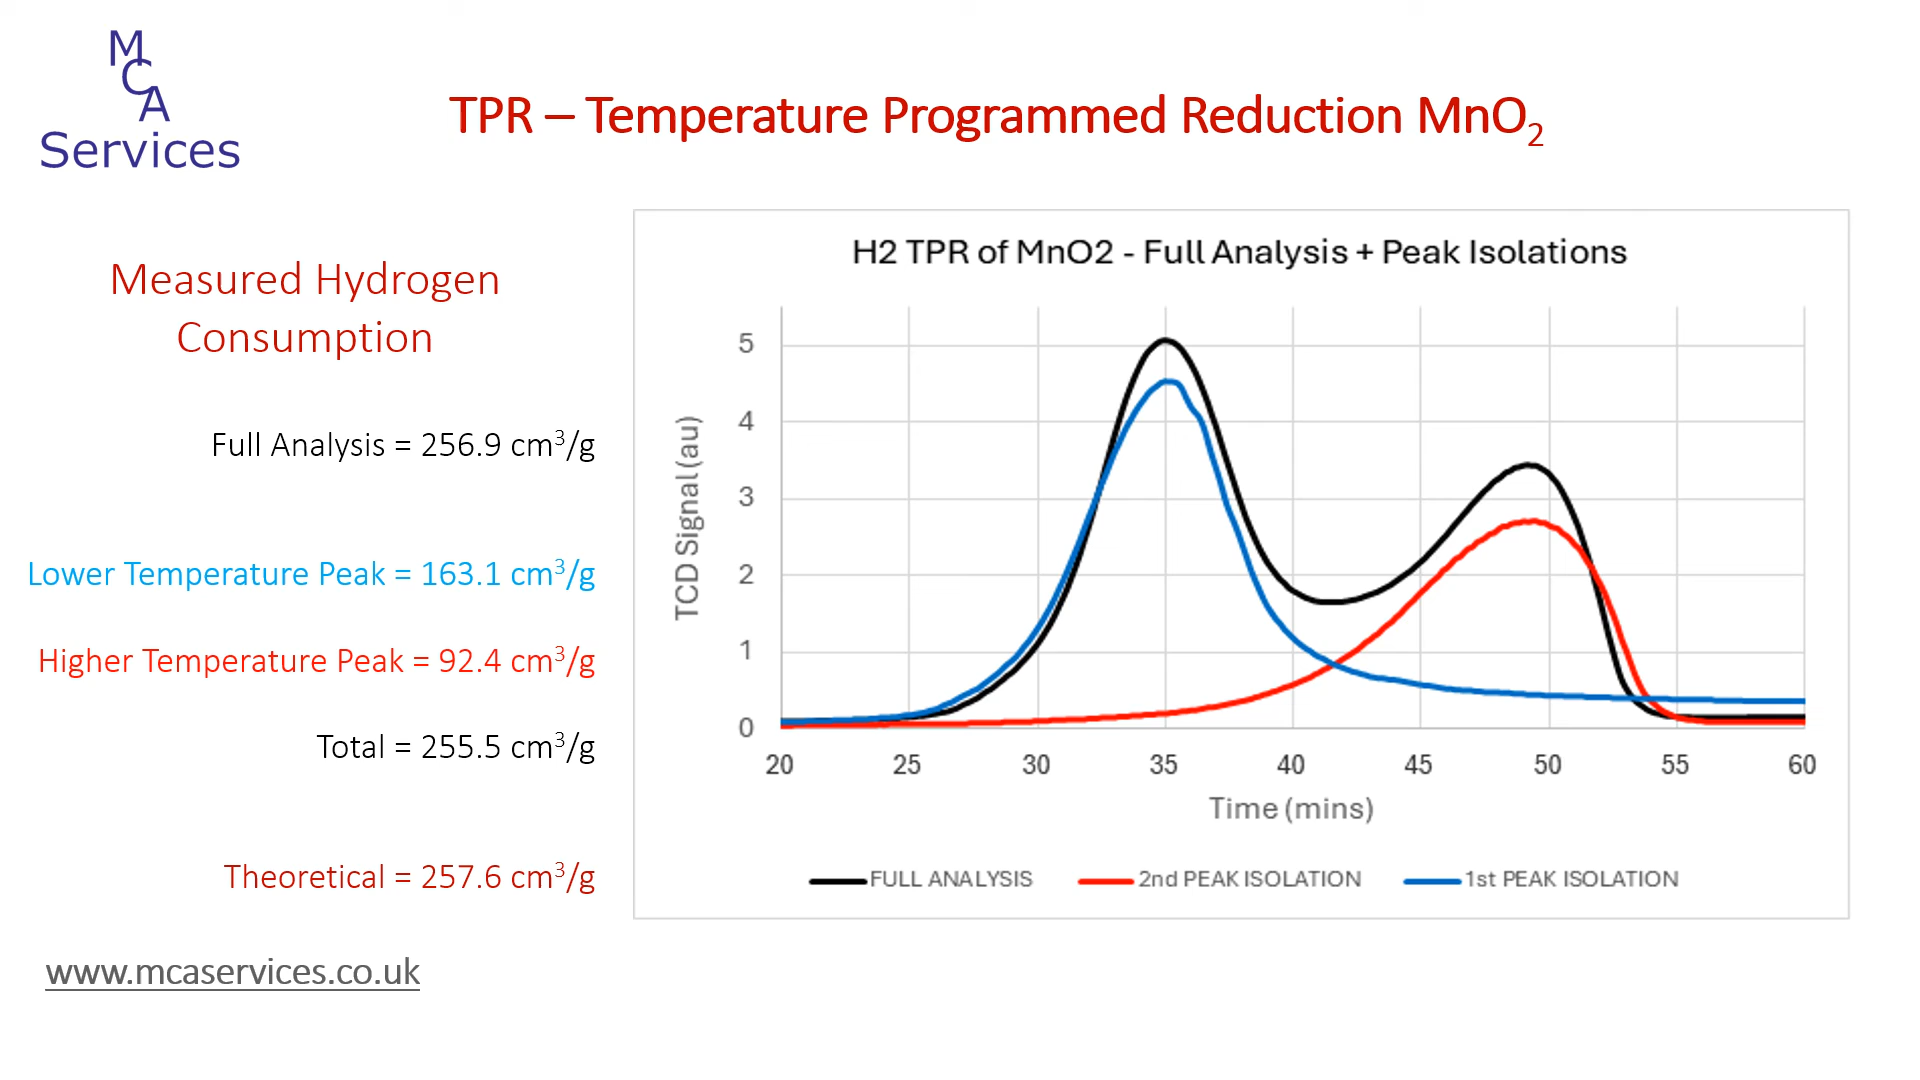 M
C
A
Services
TPR – Temperature Programmed Reduction MnO₂
Measured Hydrogen
Consumption
Full Analysis = 256.9 cm³/g
Lower Temperature Peak = 163.1 cm³/g
Higher Temperature Peak = 92.4 cm³/g
Total = 255.5 cm³/g
Theoretical = 257.6 cm³/g
www.mcaservices.co.uk
H2 TPR of MnO2 - Full Analysis + Peak Isolations
TCD Signal (au)
5
4
3
2
1
0
20 25 30 35 40 45 50 55 60
Time (mins)
FULL ANALYSIS 2nd PEAK ISOLATION 1st PEAK ISOLATION